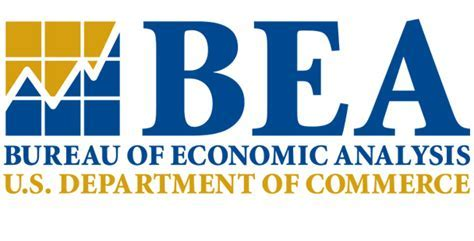 BEA
BUREAU OF ECONOMIC ANALYSIS
U.S. DEPARTMENT OF COMMERCE